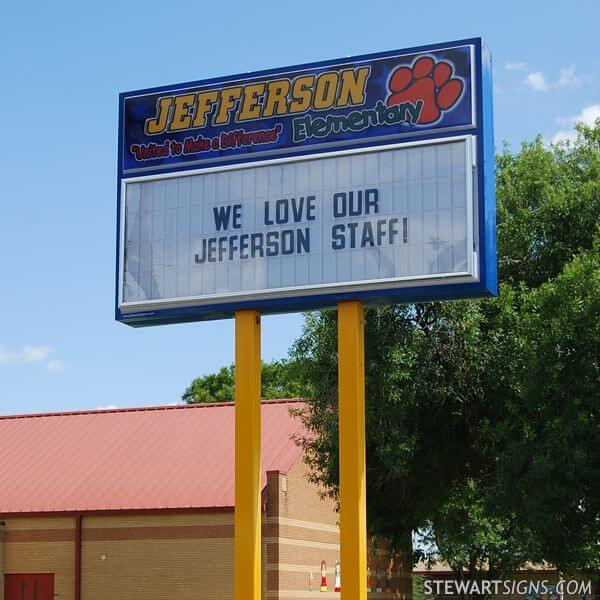 JEFFERSON
"United to Make a Difference" Elementary
WE LOVE OUR
JEFFERSON STAFF!
STEWARTSIGNS.COM